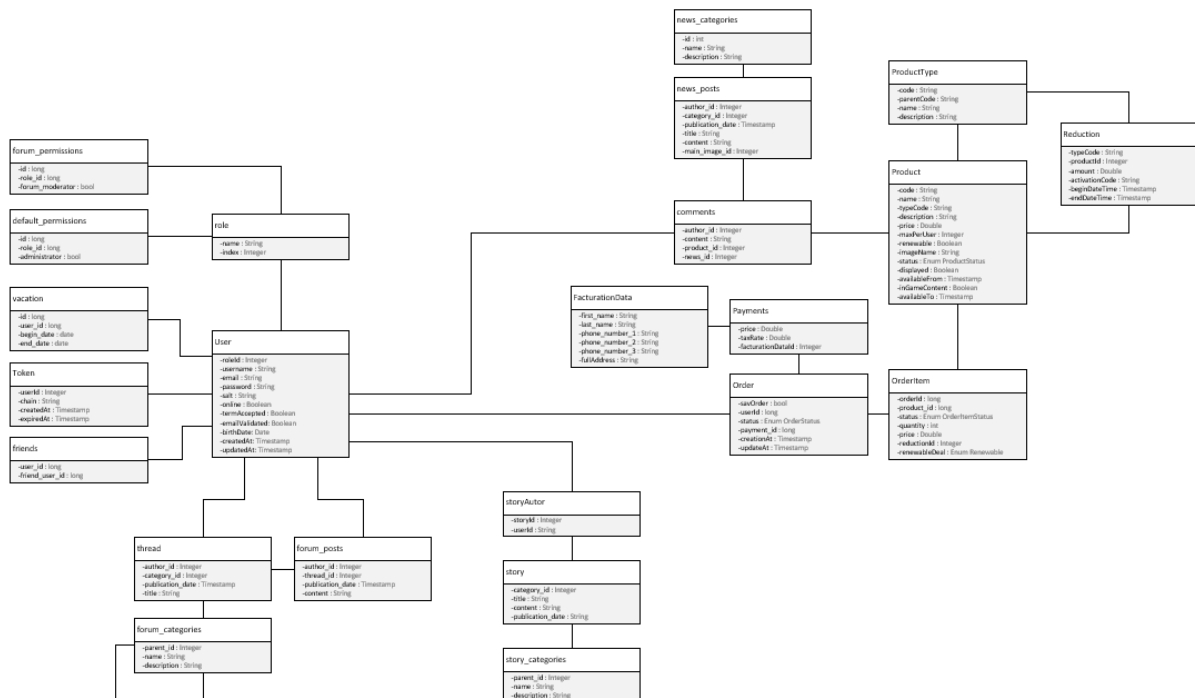 news_categories
-id : int
-name : String
-description : String
news_posts
-author_id : Integer
-category_id : Integer
-publication_date : Timestamp
-title : String
-content : String
-main_image_id : Integer
ProductType
-code : String
-parentCode : String
-name : String
-description : String
Reduction
-typeCode : String
-productId : Integer
-amount : Double
-activationCode : String
-beginDateTime : Timestamp
-endDateTime : Timestamp
forum_permissions
-id : long
-role_id : long
-forum_moderator : bool
default_permissions
-id : long
-role_id : long
-administrator : bool
role
-name : String
-index : Integer
comments
-author_id : Integer
-content : String
-product_id : Integer
-news_id : Integer
Product
-code : String
-name : String
-typeCode : String
-description : String
-price : Double
-maxPerUser : Integer
-renewable : Boolean
-imageName : String
-status : Enum ProductStatus
-displayed : Boolean
-availableFrom : Timestamp
-inGameContent : Boolean
-availableTo : Timestamp
vacation
-id : long
-user_id : long
-begin_date : date
-end_date : date
FacturationData
-first_name : String
-last_name : String
-phone_number_1 : String
-phone_number_2 : String
-phone_number_3 : String
-fullAddress : String
Payments
-price : Double
-taxRate : Double
-facturationDataId : Integer
User
-roleId : Integer
-username : String
-email : String
-password : String
-salt : String
-online : Boolean
-termAccepted : Boolean
-emailValidated : Boolean
-birthDate: Date
-createdAt: Timestamp
-updatedAt: Timestamp
Token
-userId : Integer
-chain : String
-createdAt : Timestamp
-expiredAt : Timestamp
Order
-savOrder : bool
-userId : long
-status : Enum OrderStatus
-payment_id : long
-creationAt : Timestamp
-updateAt : Timestamp
OrderItem
-orderId : long
-product_id : long
-status : Enum OrderItemStatus
-quantity : int
-price : Double
-reductionId : Integer
-renewableDeal : Enum Renewable
friends
-user_id : long
-friend_user_id : long
storyAutor
-storyId : Integer
-userId : String
thread
-author_id : Integer
-category_id : Integer
-publication_date : Timestamp
-title : String
forum_posts
-author_id : Integer
-thread_id : Integer
-publication_date : Timestamp
-content : String
story
-category_id : Integer
-title : String
-content : String
-publication_date : String
forum_categories
-parent_id : Integer
-name : String
-description : String
story_categories
-parent_id : Integer
-name : String
-description : String